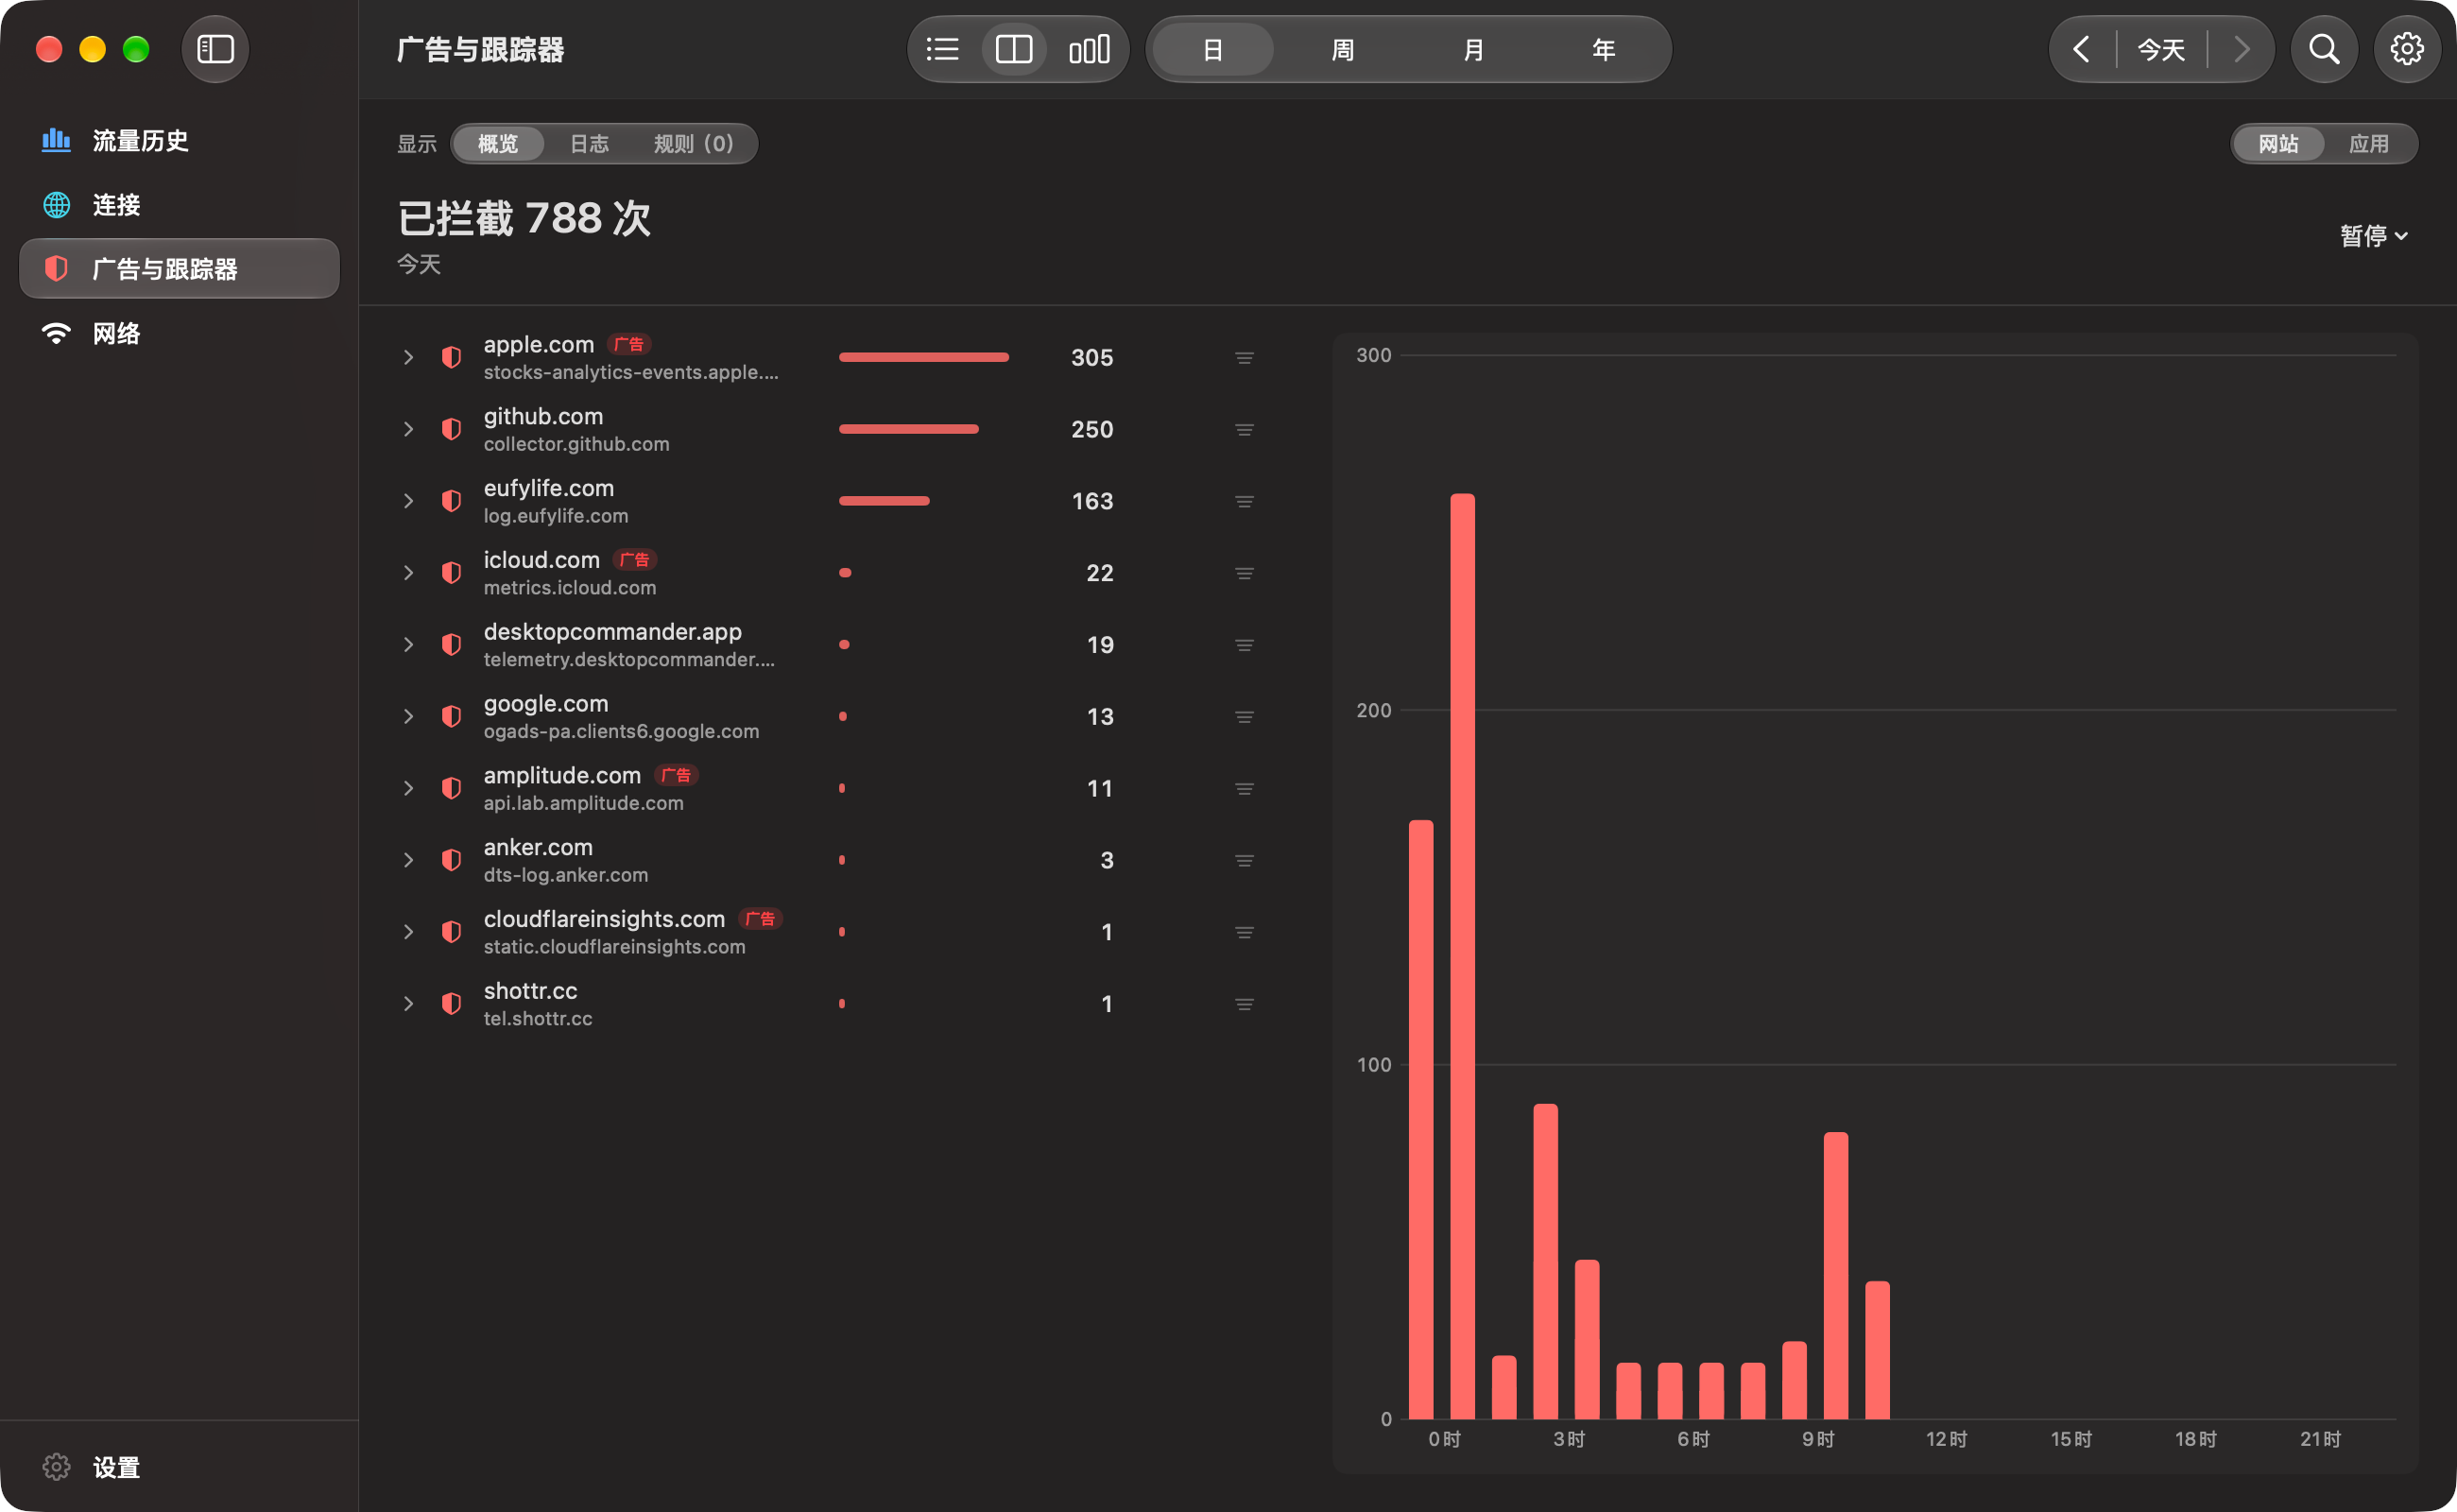 广告与跟踪器
日 周 月 年
今天
流量历史
连接
广告与跟踪器
网络
设置
显示 概览 日志 规则 (0)
网站 应用
已拦截 788 次
今天
暂停
apple.com 广告
stocks-analytics-events.apple....
305
github.com
collector.github.com
250
eufylife.com
log.eufylife.com
163
icloud.com 广告
metrics.icloud.com
22
desktopcommander.app
telemetry.desktopcommander....
19
google.com
ogads-pa.clients6.google.com
13
amplitude.com 广告
api.lab.amplitude.com
11
anker.com
dts-log.anker.com
3
cloudflareinsights.com 广告
static.cloudflareinsights.com
1
shottr.cc
tel.shottr.cc
1
300
200
100
0
0时 3时 6时 9时 12时 15时 18时 21时